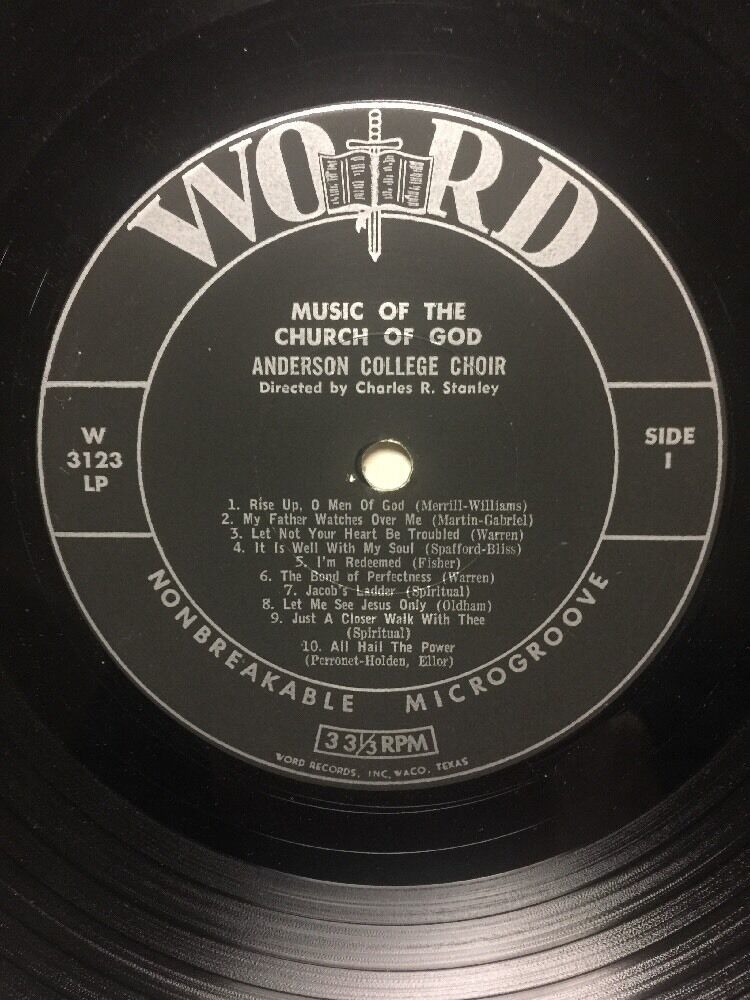 WORD
MUSIC OF THE
CHURCH OF GOD
ANDERSON COLLEGE CHOIR
Directed by Charles R. Stanley
W
3123
LP
SIDE
1
1. Rise Up, O Men Of God (Merrill-Williams)
2. My Father Watches Over Me (Martin-Gabriel)
3. Let Not Your Heart Be Troubled (Warren)
4. It Is Well With My Soul (Spafford-Bliss)
5. I'm Redeemed (Fisher)
6. The Bond of Perfectness (Warren)
7. Jacob's Ladder (Spiritual)
8. Let Me See Jesus Only (Oldham)
9. Just A Closer Walk With Thee
(Spiritual)
10. All Hail The Power
(Perronet-Holden, Ellor)
NONBREAKABLE MICROGROOVE
33 1/3 RPM
WORD RECORDS, INC, WACO, TEXAS